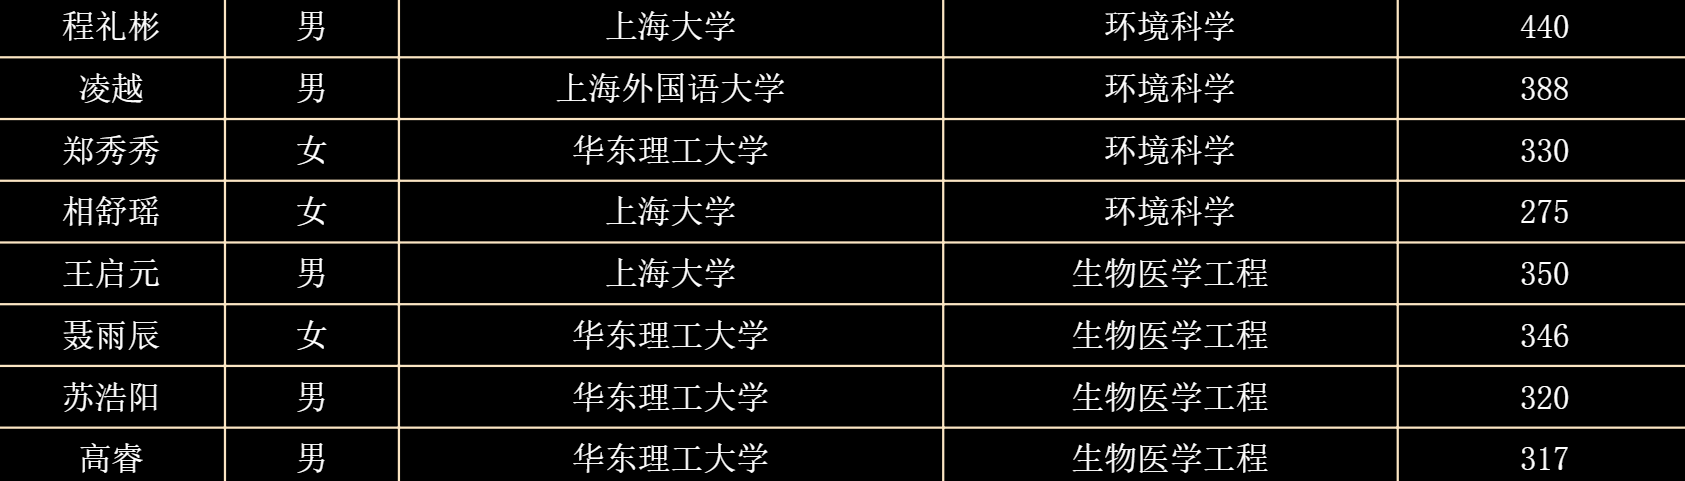 程礼彬 男 上海大学 环境科学 440
凌越 男 上海外国语大学 环境科学 388
郑秀秀 女 华东理工大学 环境科学 330
相舒瑶 女 上海大学 环境科学 275
王启元 男 上海大学 生物医学工程 350
聂雨辰 女 华东理工大学 生物医学工程 346
苏浩阳 男 华东理工大学 生物医学工程 320
高睿 男 华东理工大学 生物医学工程 317